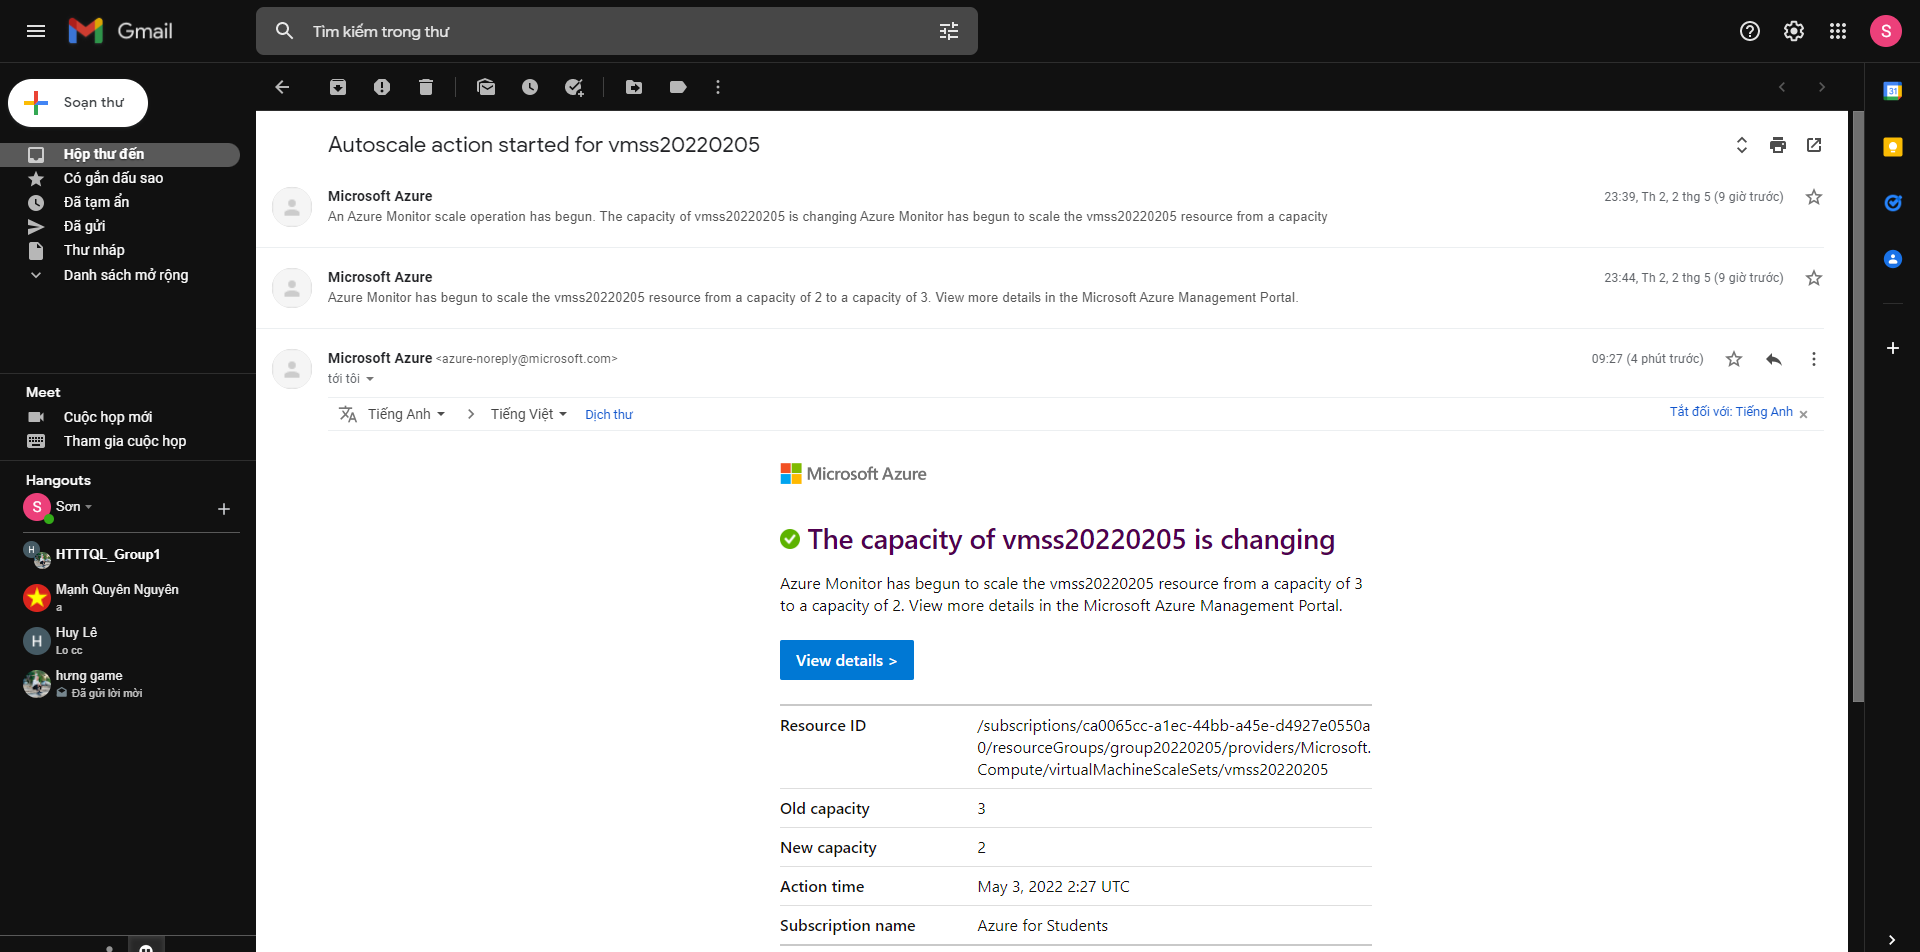 Gmail
Tìm kiếm trong thư
S
Soạn thư
Hộp thư đến
Có gắn dấu sao
Đã tạm ẩn
Đã gửi
Thư nháp
Danh sách mở rộng
Meet
Cuộc họp mới
Tham gia cuộc họp
Hangouts
S
Sơn
H
HTTTQL_Group1
Mạnh Quyên Nguyên
a
H
Huy Lê
Lo cc
hưng game
Đã gửi lời mời
Autoscale action started for vmss20220205
Microsoft Azure
23:39, Th 2, 2 thg 5 (9 giờ trước)
An Azure Monitor scale operation has begun. The capacity of vmss20220205 is changing Azure Monitor has begun to scale the vmss20220205 resource from a capacity
Microsoft Azure
23:44, Th 2, 2 thg 5 (9 giờ trước)
Azure Monitor has begun to scale the vmss20220205 resource from a capacity of 2 to a capacity of 3. View more details in the Microsoft Azure Management Portal.
Microsoft Azure <azure-noreply@microsoft.com>
09:27 (4 phút trước)
tới tôi
Tiếng Anh > Tiếng Việt Dịch thư
Tắt đối với: Tiếng Anh x
Microsoft Azure
The capacity of vmss20220205 is changing
Azure Monitor has begun to scale the vmss20220205 resource from a capacity of 3
to a capacity of 2. View more details in the Microsoft Azure Management Portal.
View details >
Resource ID
/subscriptions/ca0065cc-a1ec-44bb-a45e-d4927e0550a
0/resourceGroups/group20220205/providers/Microsoft.
Compute/virtualMachineScaleSets/vmss20220205
Old capacity 3
New capacity 2
Action time May 3, 2022 2:27 UTC
Subscription name Azure for Students
31